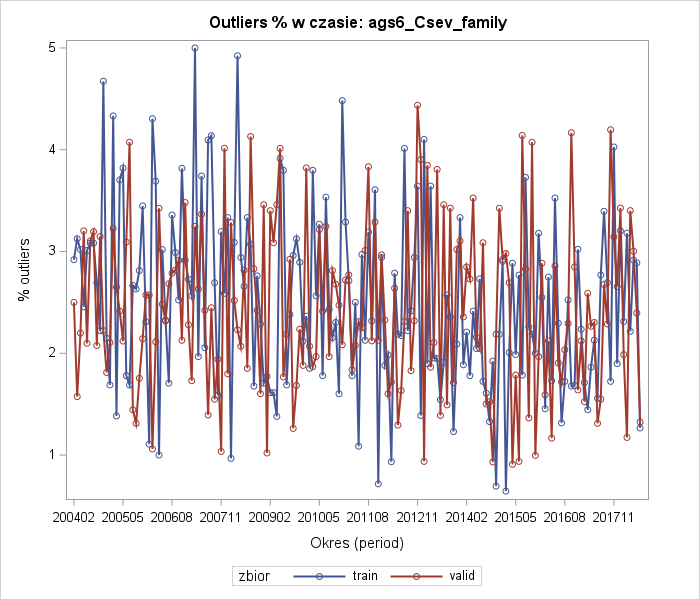 Outliers % w czasie: ags6_Csev_family
5
4
3
2
1
% outliers
200402 200505 200608 200711 200902 201005 201108 201211 201402 201505 201608 201711
Okres (period)
zbior train valid